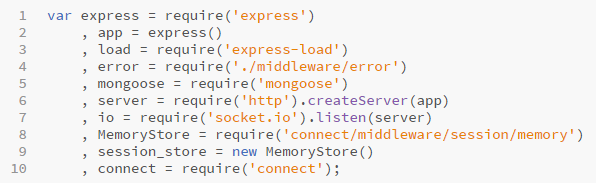 1 var express = require('express')
2 , app = express()
3 , load = require('express-load')
4 , error = require('./middleware/error')
5 , mongoose = require('mongoose')
6 , server = require('http').createServer(app)
7 , io = require('socket.io').listen(server)
8 , MemoryStore = require('connect/middleware/session/memory')
9 , session_store = new MemoryStore()
10 , connect = require('connect');